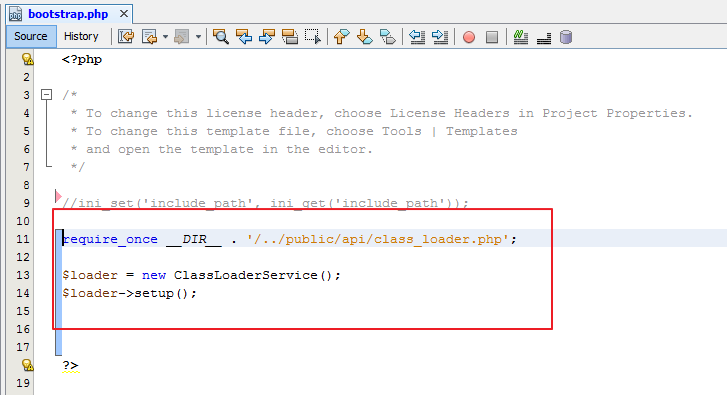 bootstrap.php
Source History
<?php
2
3 /*
4 * To change this license header, choose License Headers in Project Properties.
5 * To change this template file, choose Tools | Templates
6 * and open the template in the editor.
7 */
8
9 //ini_set('include_path', ini_get('include_path'));
10
11 require_once __DIR__ . '/../public/api/class_loader.php';
12
13 $loader = new ClassLoaderService();
14 $loader->setup();
15
16
17
?>
19